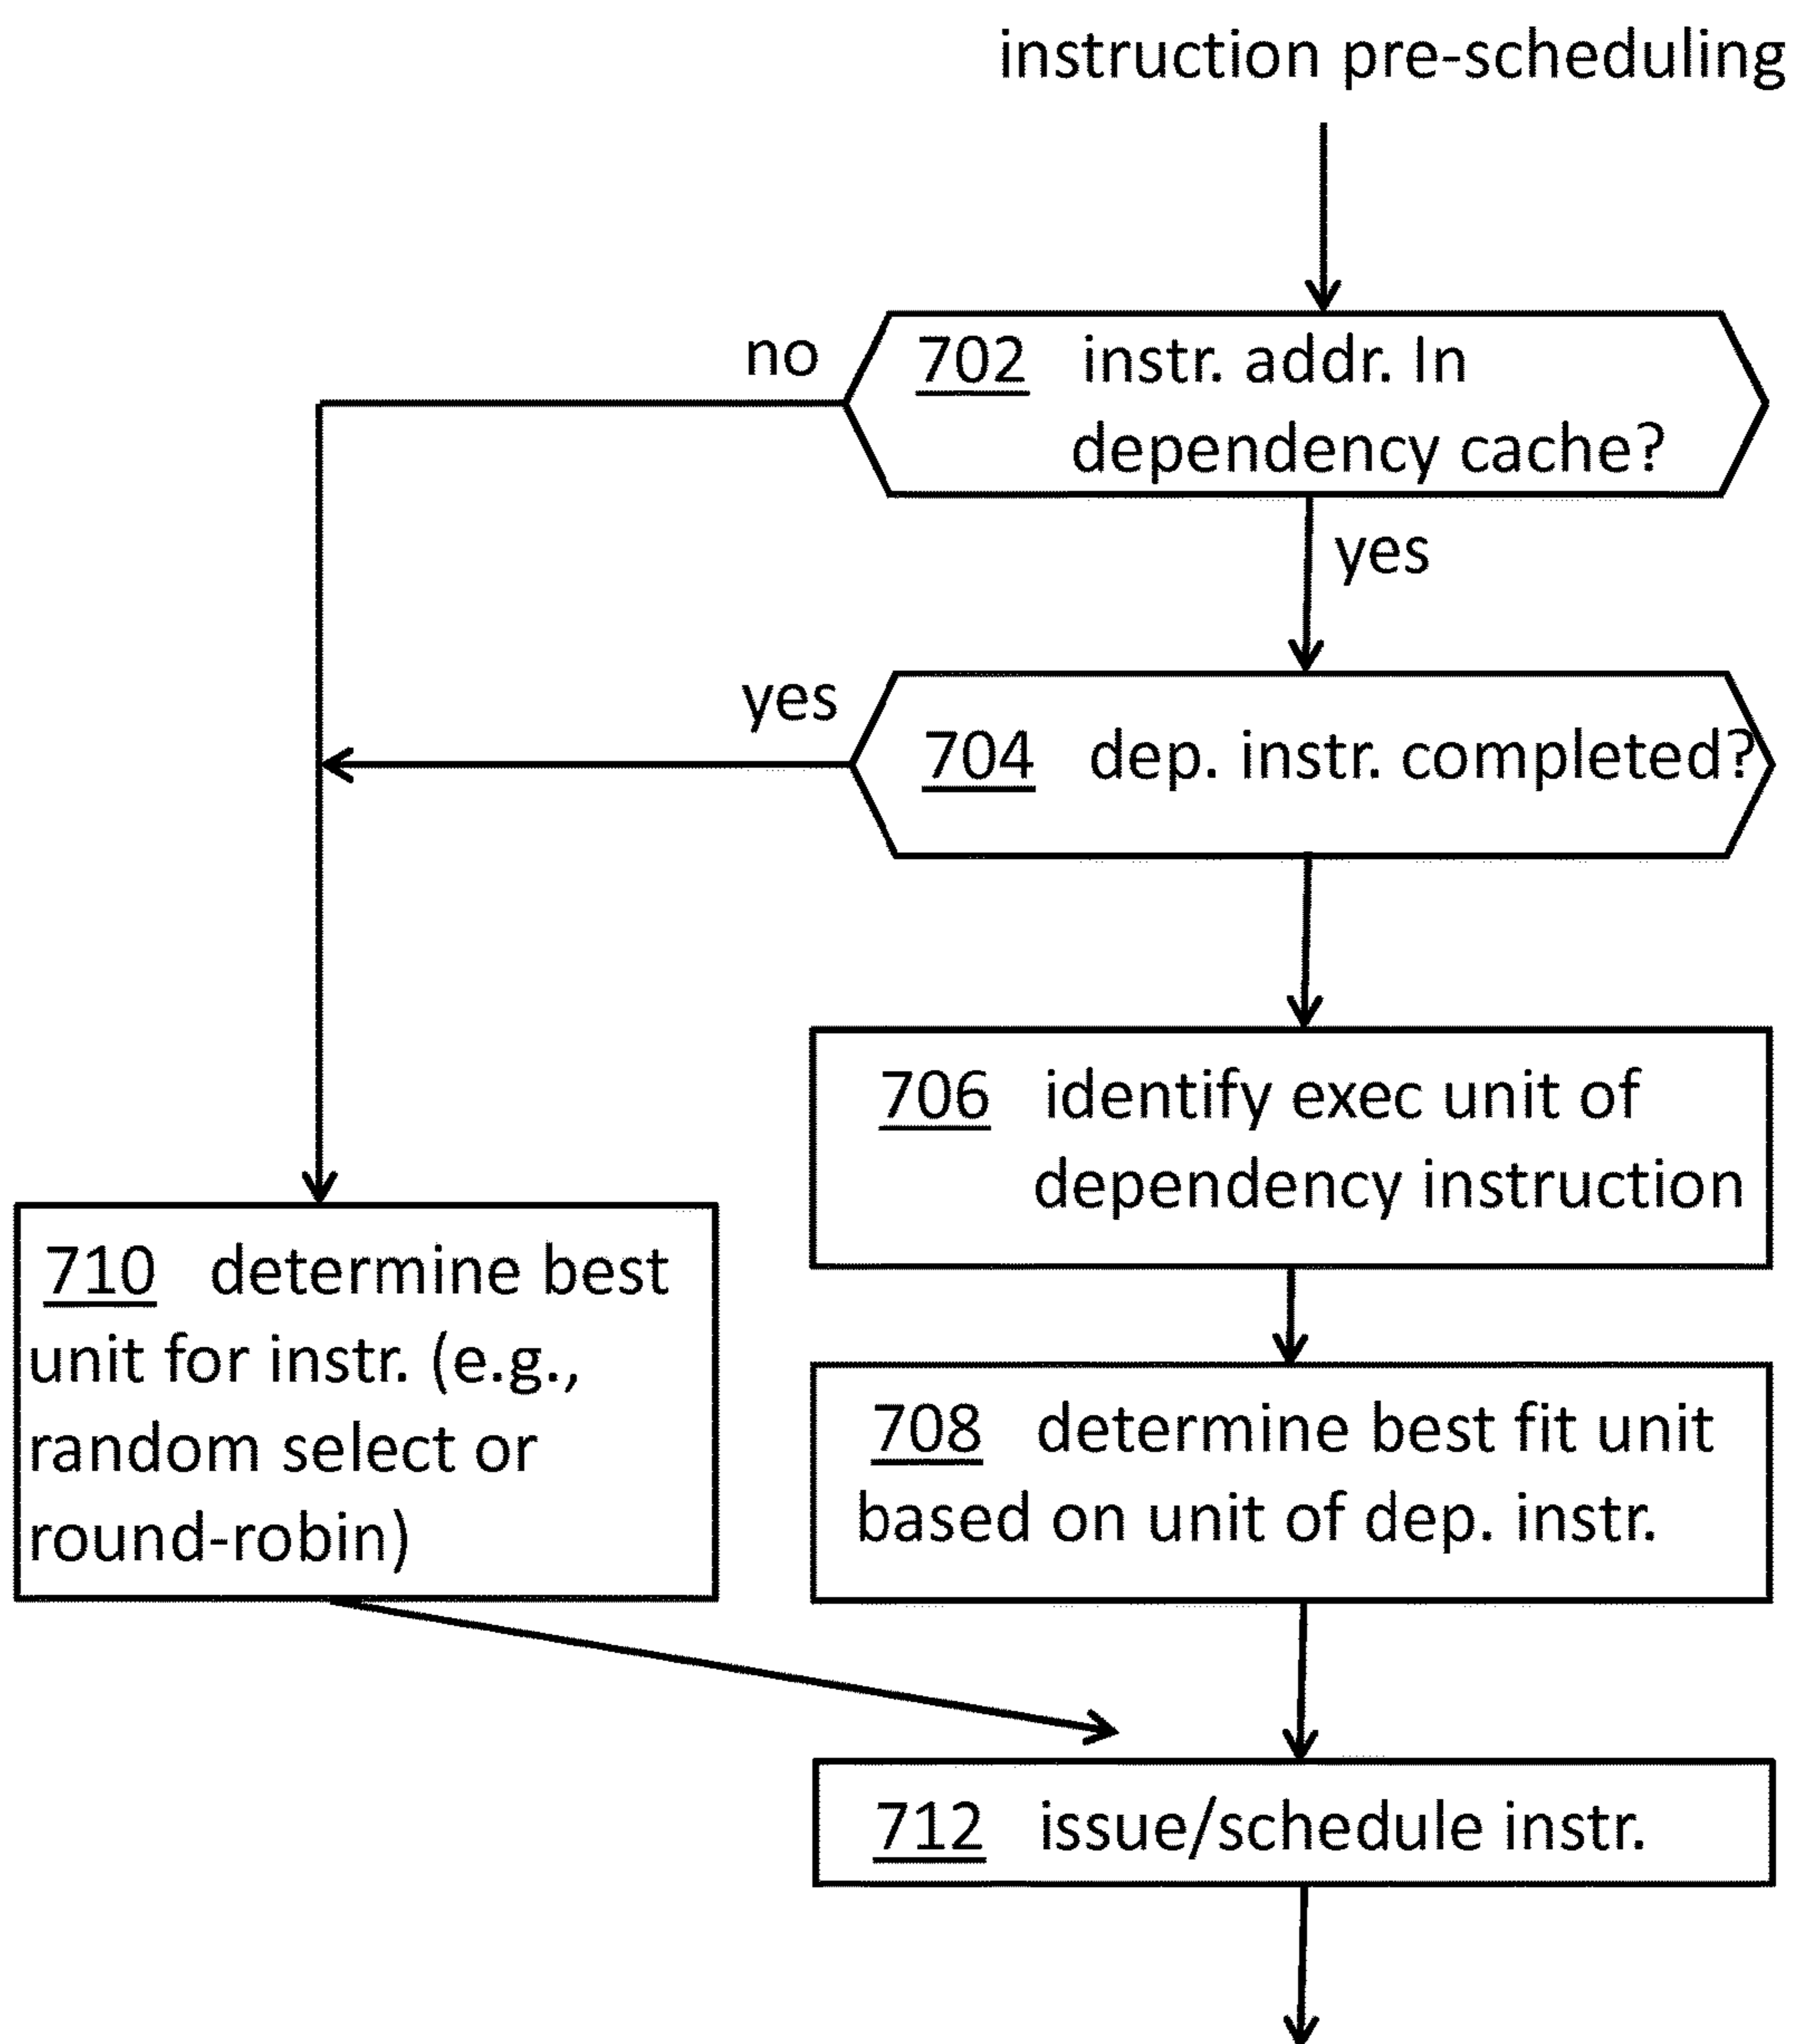 instruction pre-scheduling
no
702 instr. addr. In
dependency cache?
yes
yes
704 dep. instr. completed?
706 identify exec unit of
dependency instruction
710 determine best
unit for instr. (e.g.,
random select or
round-robin)
708 determine best fit unit
based on unit of dep. instr.
712 issue/schedule instr.